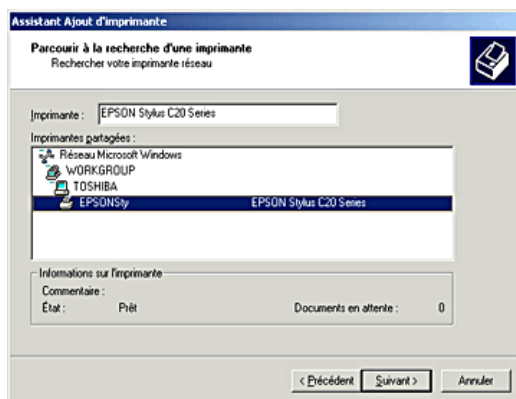 Assistant Ajout d'imprimante
Parcourir à la recherche d'une imprimante
Rechercher votre imprimante réseau
Imprimante : EPSON Stylus C20 Series
Imprimantes partagées :
Réseau Microsoft Windows
WORKGROUP
TOSHIBA
EPSONSty EPSON Stylus C20 Series
Informations sur l'imprimante
Commentaire :
État : Prêt Documents en attente : 0
< Précédent Suivant > Annuler